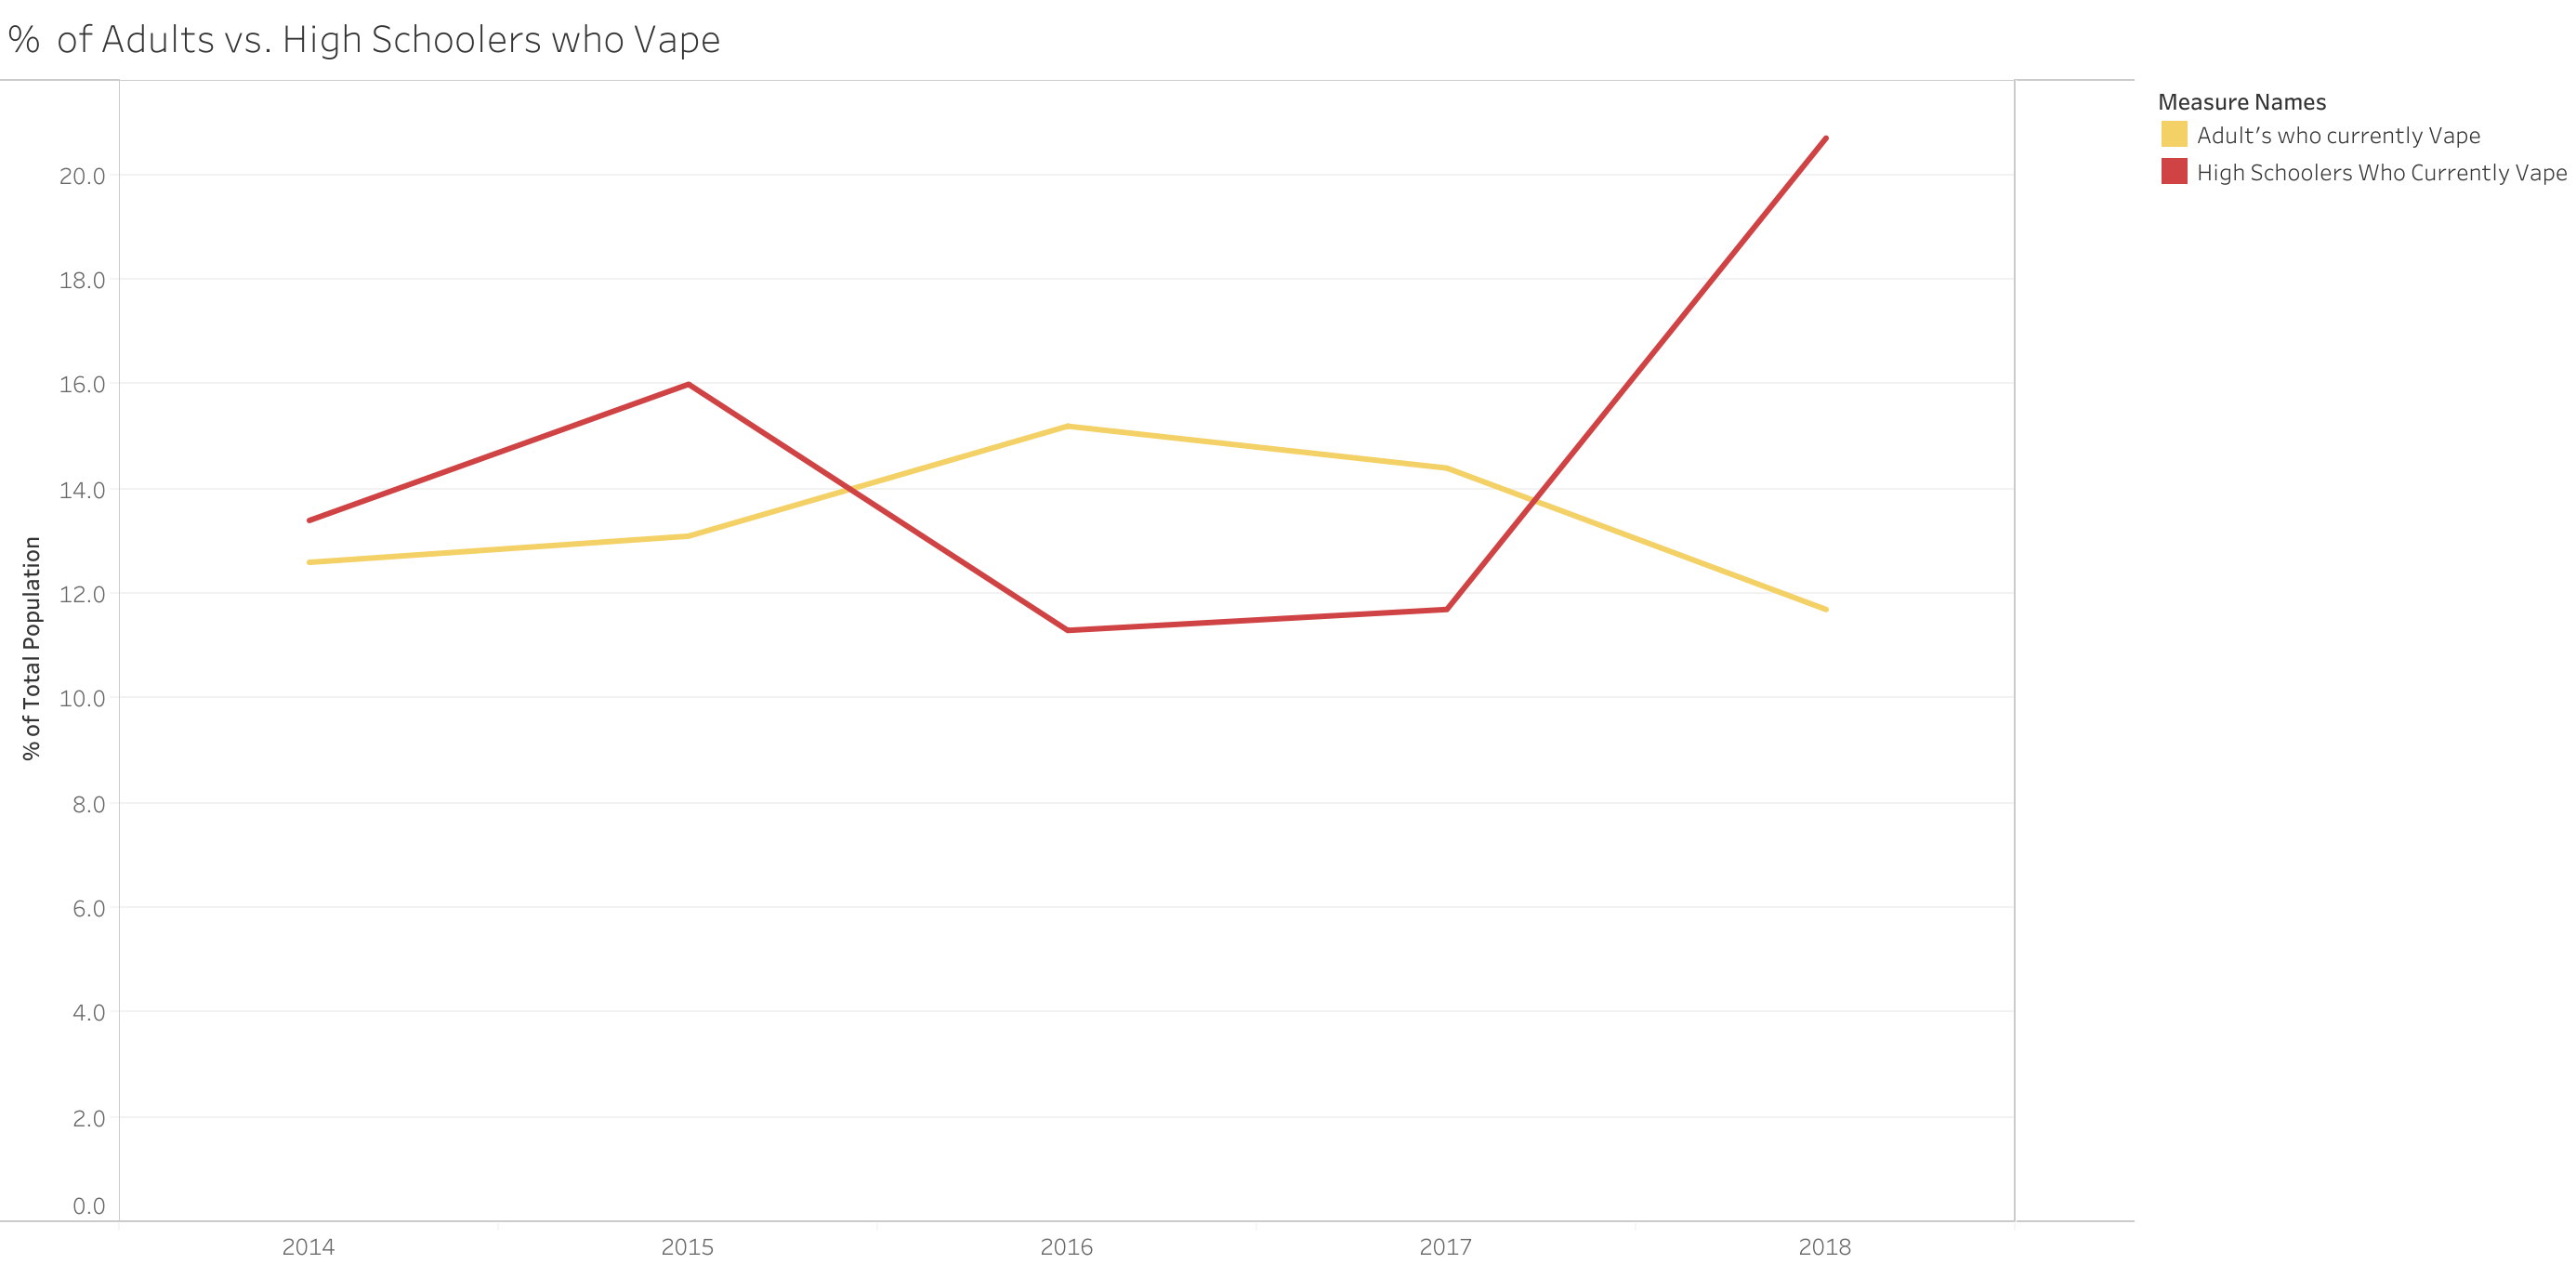 % of Adults vs. High Schoolers who Vape
Measure Names
Adult's who currently Vape
High Schoolers Who Currently Vape
% of Total Population
20.0
18.0
16.0
14.0
12.0
10.0
8.0
6.0
4.0
2.0
0.0
2014 2015 2016 2017 2018